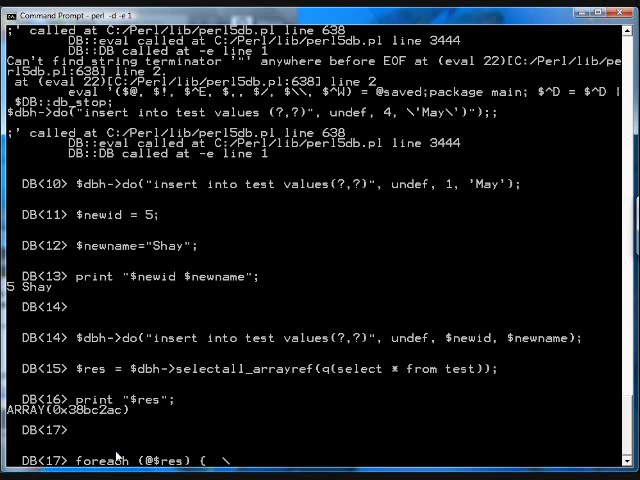 Command Prompt - perl -d -e 1
;' called at C:/Perl/lib/perl5db.pl line 638
DB::eval called at C:/Perl/lib/perl5db.pl line 3444
DB::DB called at -e line 1
Can't find string terminator '"' anywhere before EOF at (eval 22)[C:/Perl/lib/pe
rl5db.pl:638] line 2.
at (eval 22)[C:/Perl/lib/perl5db.pl:638] line 2
eval '($@, $!, $^E, $,, $/, $\\, $^W) = @saved;package main; $^D = $^D |
$DB::db_stop;
$dbh->do("insert into test values (?,?)", undef, 4, \'May\')");;
;' called at C:/Perl/lib/perl5db.pl line 638
DB::eval called at C:/Perl/lib/perl5db.pl line 3444
DB::DB called at -e line 1
DB<10> $dbh->do("insert into test values(?,?)", undef, 1, 'May');
DB<11> $newid = 5;
DB<12> $newname="Shay";
DB<13> print "$newid $newname";
5 Shay
DB<14>
DB<14> $dbh->do("insert into test values(?,?)", undef, $newid, $newname);
DB<15> $res = $dbh->selectall_arrayref(q(select * from test));
DB<16> print "$res";
ARRAY(0x38bc2ac)
DB<17>
DB<17> foreach (@$res) {  \